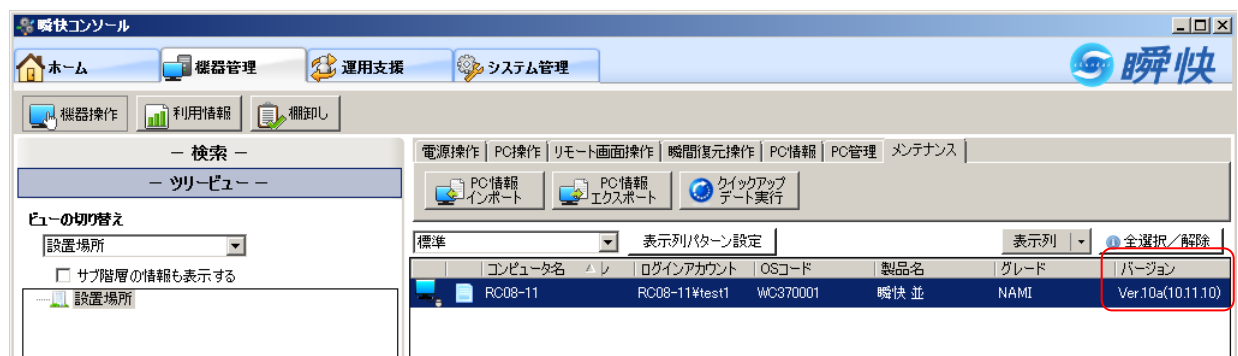 瞬快コンソール
ホーム 機器管理 運用支援 システム管理
瞬快
機器操作 利用情報 棚卸し
－ 検索 －
－ ツリービュー －
ビューの切り替え
設置場所
サブ階層の情報も表示する
設置場所
電源操作 PC操作 リモート画面操作 瞬間復元操作 PC情報 PC管理 メンテナンス
PC情報
インポート
PC情報
エクスポート
クイックアップ
デート実行
標準 表示列パターン設定 表示列 全選択／解除
コンピュータ名 レ ログインアカウント OSコード 製品名 グレード バージョン
RC08-11 RC08-11¥test1 WC370001 瞬快 並 NAMI Ver.10a(10.11.10)